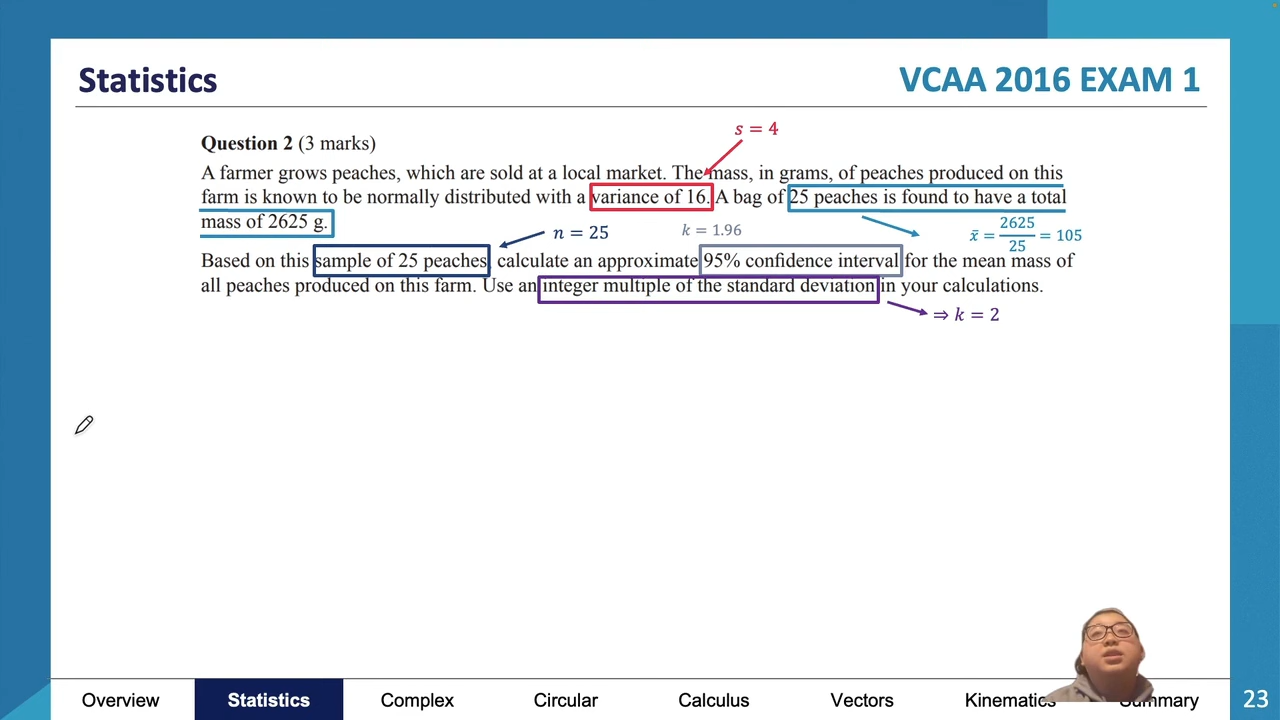 Statistics
VCAA 2016 EXAM 1
s = 4
Question 2 (3 marks)
A farmer grows peaches, which are sold at a local market. The mass, in grams, of peaches produced on this
farm is known to be normally distributed with a variance of 16. A bag of 25 peaches is found to have a total
mass of 2625 g.
n = 25
k = 1.96
x̄ = 2625/25 = 105
Based on this sample of 25 peaches, calculate an approximate 95% confidence interval for the mean mass of
all peaches produced on this farm. Use an integer multiple of the standard deviation in your calculations.
⇒ k = 2
Overview Statistics Complex Circular Calculus Vectors Kinematics Summary
23